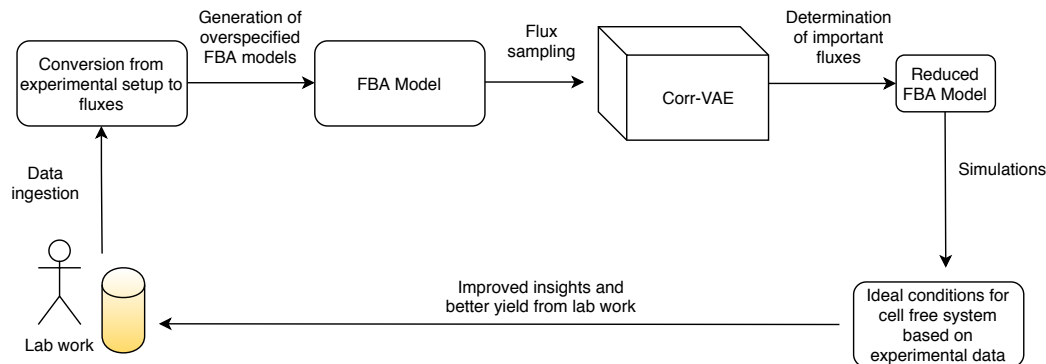 Generation of
overspecified
FBA models
Flux
sampling
Determination
of important
fluxes
Conversion from
experimental setup to
fluxes
FBA Model
Corr-VAE
Reduced
FBA Model
Data
ingestion
Simulations
Lab work
Improved insights and
better yield from lab work
Ideal conditions for
cell free system
based on
experimental data